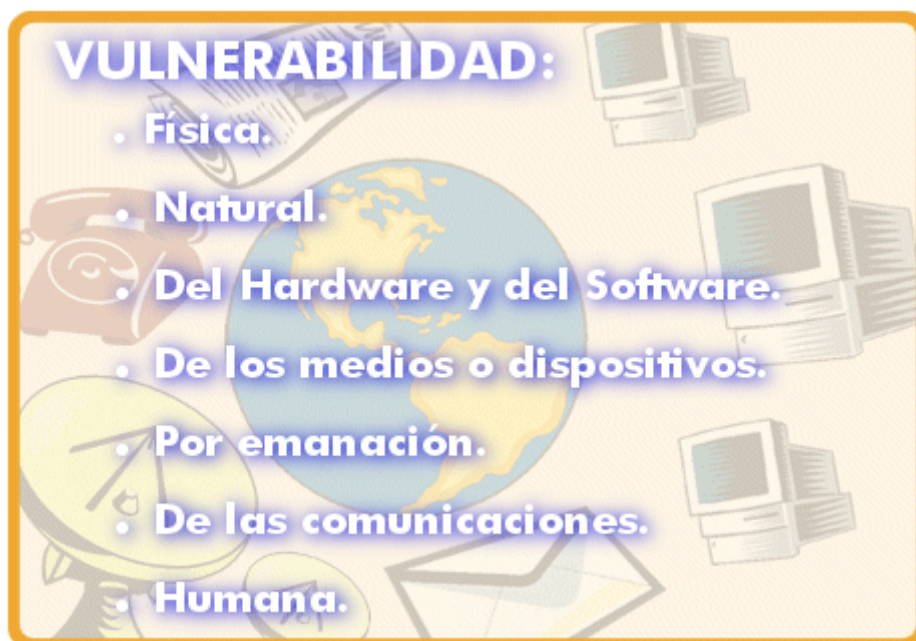 VULNERABILIDAD:
. Física.
. Natural.
. Del Hardware y del Software.
. De los medios o dispositivos.
. Por emanación.
. De las comunicaciones.
. Humana.